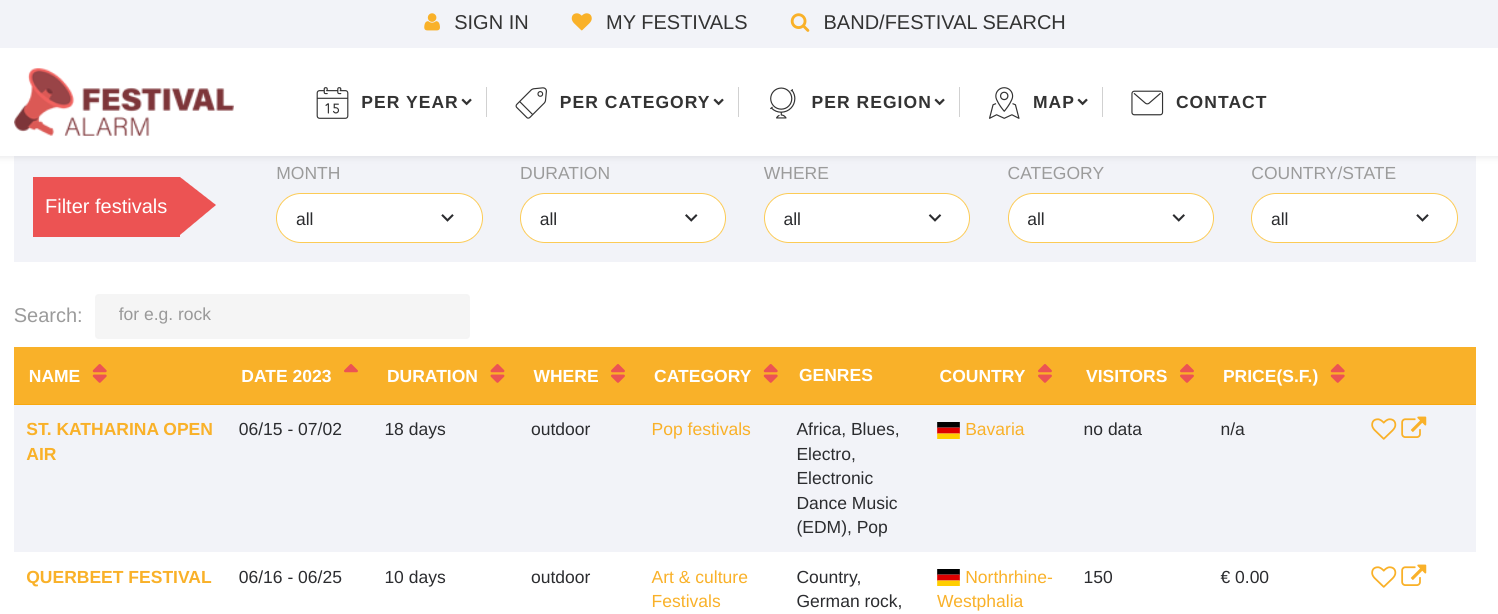 SIGN IN MY FESTIVALS BAND/FESTIVAL SEARCH
FESTIVAL
ALARM
15 PER YEAR PER CATEGORY PER REGION MAP CONTACT
Filter festivals
MONTH DURATION WHERE CATEGORY COUNTRY/STATE
all all all all all
Search: for e.g. rock
NAME DATE 2023 DURATION WHERE CATEGORY GENRES COUNTRY VISITORS PRICE(S.F.)
ST. KATHARINA OPEN 06/15 - 07/02 18 days outdoor Pop festivals Africa, Blues, Bavaria no data n/a
AIR Electro,
Electronic
Dance Music
(EDM), Pop
QUERBEET FESTIVAL 06/16 - 06/25 10 days outdoor Art & culture Country, Northrhine- 150 € 0.00
Festivals German rock, Westphalia